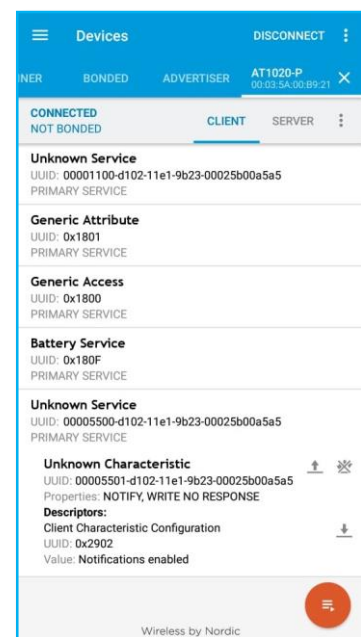 Devices
DISCONNECT
NER
BONDED
ADVERTISER
AT1020-P
00:03:5A:00:B9:21
CONNECTED
NOT BONDED
CLIENT
SERVER
Unknown Service
UUID: 00001100-d102-11e1-9b23-00025b00a5a5
PRIMARY SERVICE
Generic Attribute
UUID: 0x1801
PRIMARY SERVICE
Generic Access
UUID: 0x1800
PRIMARY SERVICE
Battery Service
UUID: 0x180F
PRIMARY SERVICE
Unknown Service
UUID: 00005500-d102-11e1-9b23-00025b00a5a5
PRIMARY SERVICE
Unknown Characteristic
UUID: 00005501-d102-11e1-9b23-00025b00a5a5
Properties: NOTIFY, WRITE NO RESPONSE
Descriptors:
Client Characteristic Configuration
UUID: 0x2902
Value: Notifications enabled
Wireless by Nordic